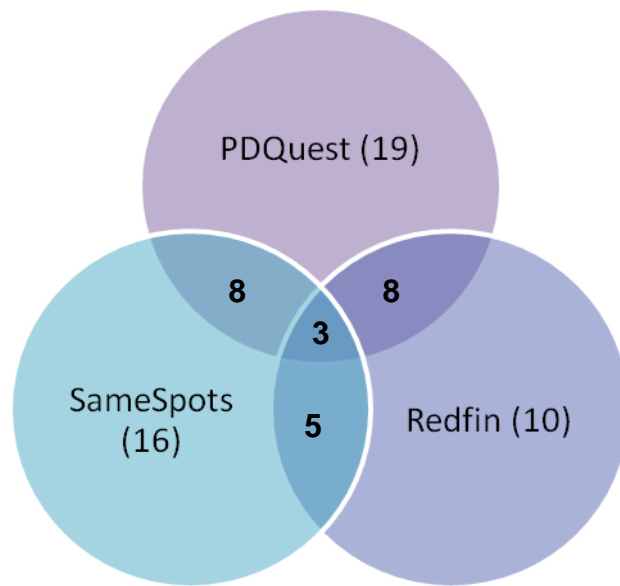 PDQuest (19)
8
8
3
SameSpots
(16)
5
Redfin (10)